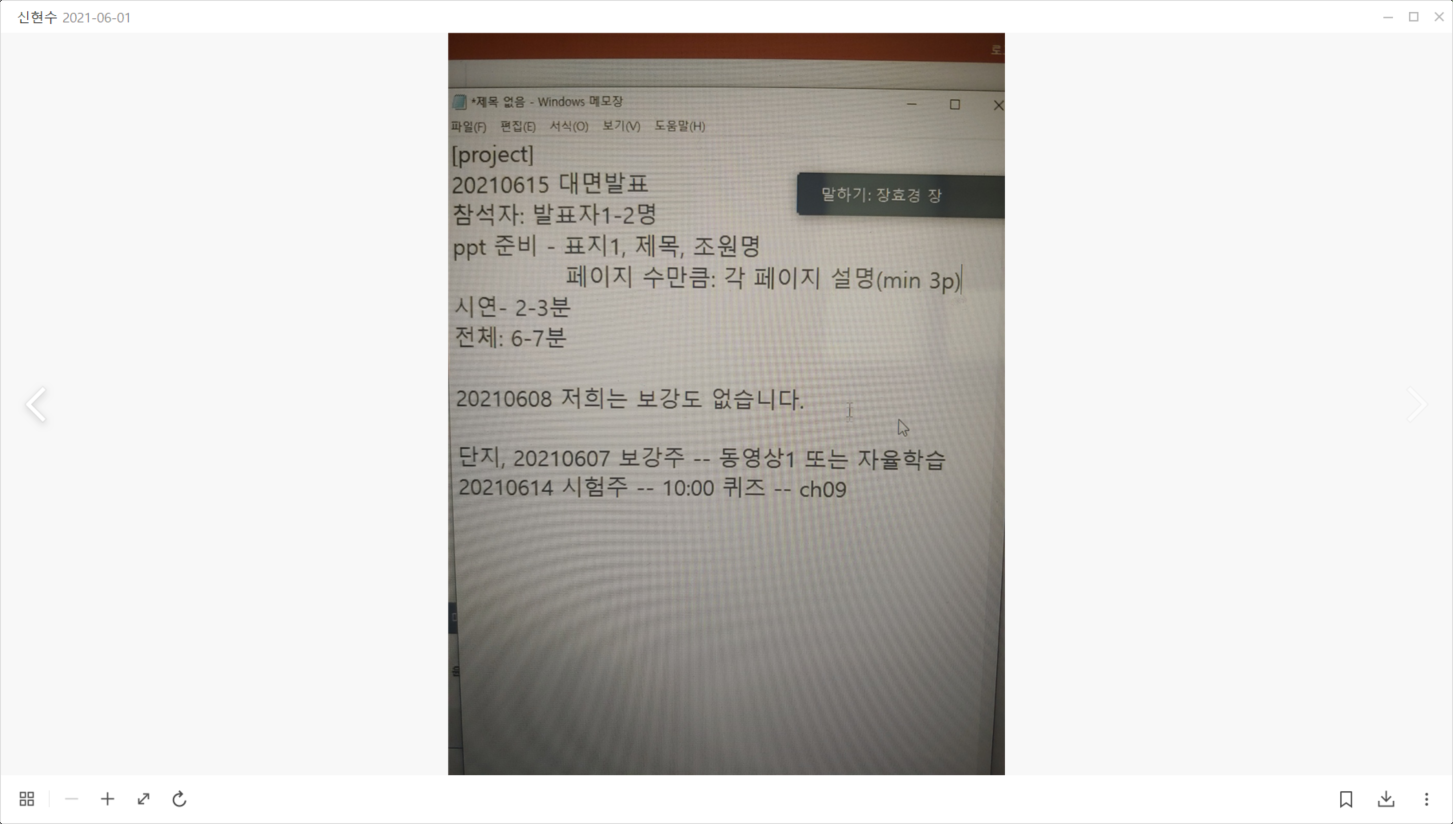 신현수 2021-06-01
로
*제목 없음 - Windows 메모장
파일(F) 편집(E) 서식(O) 보기(V) 도움말(H)
[project]
20210615 대면발표
말하기: 장효경 장
참석자: 발표자1-2명
ppt 준비 - 표지1, 제목, 조원명
페이지 수만큼: 각 페이지 설명(min 3p)
시연- 2-3분
전체: 6-7분
20210608 저희는 보강도 없습니다.
단지, 20210607 보강주 -- 동영상1 또는 자율학습
20210614 시험주 -- 10:00 퀴즈 -- ch09